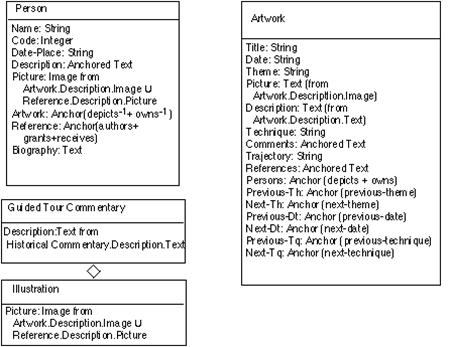 Person
Name: String
Code: Integer
Date-Place: String
Description: Anchored Text
Picture: Image from
Artwork.Description.Image ∪
Reference.Description.Picture
Artwork: Anchor(depicts⁻¹+ owns⁻¹)
Reference: Anchor(authors+
grants+receives)
Biography: Text
Guided Tour Commentary
Description:Text from
Historical Commentary.Description.Text
Illustration
Picture: Image from
Artwork.Description.Image ∪
Reference.Description.Picture
Artwork
Title: String
Date: String
Theme: String
Picture: Text (from
Artwork.Descriptiion.Image)
Description: Text (from
Artwork.Description.Text)
Technique: String
Comments: Anchored Text
Trajectory: String
References: Anchored Text
Persons: Anchor (depicts + owns)
Previous-Th: Anchor (previous-theme)
Next-Th: Anchor (next-theme)
Previous-Dt: Anchor (previous-date)
Next-Dt: Anchor (next-date)
Previous-Tq: Anchor (previous-technique)
Next-Tq: Anchor (next-technique)